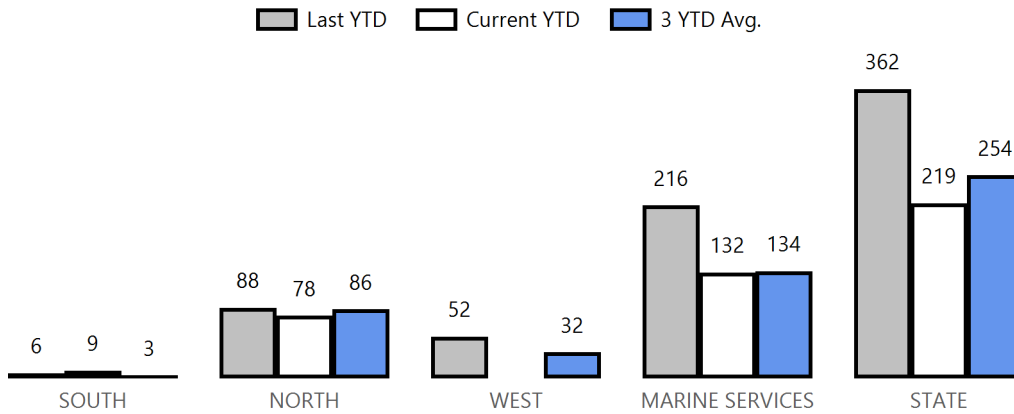 Last YTD Current YTD 3 YTD Avg.
362
254
216 219
132 134
88 78 86
52 32
6 9 3
SOUTH NORTH WEST MARINE SERVICES STATE